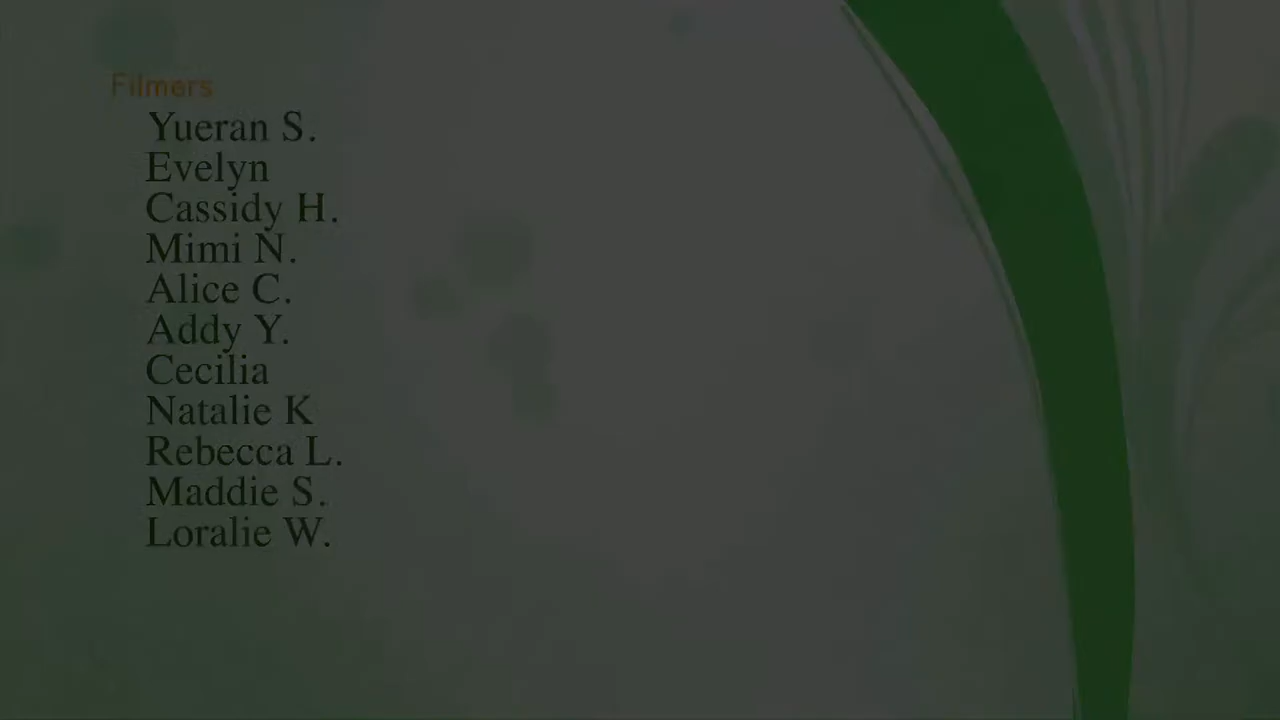 Filmers
Yueran S.
Evelyn
Cassidy H.
Mimi N.
Alice C.
Addy Y.
Cecilia
Natalie K
Rebecca L.
Maddie S.
Loralie W.